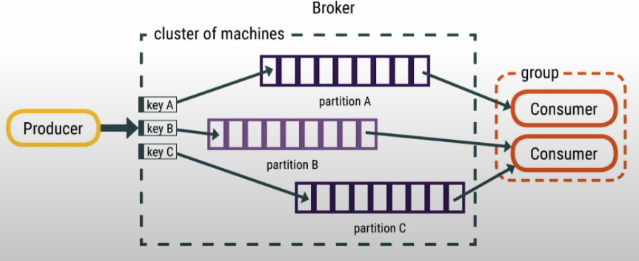 Broker
cluster of machines
group
key A
partition A
Consumer
Producer
key B
key C
partition B
Consumer
partition C